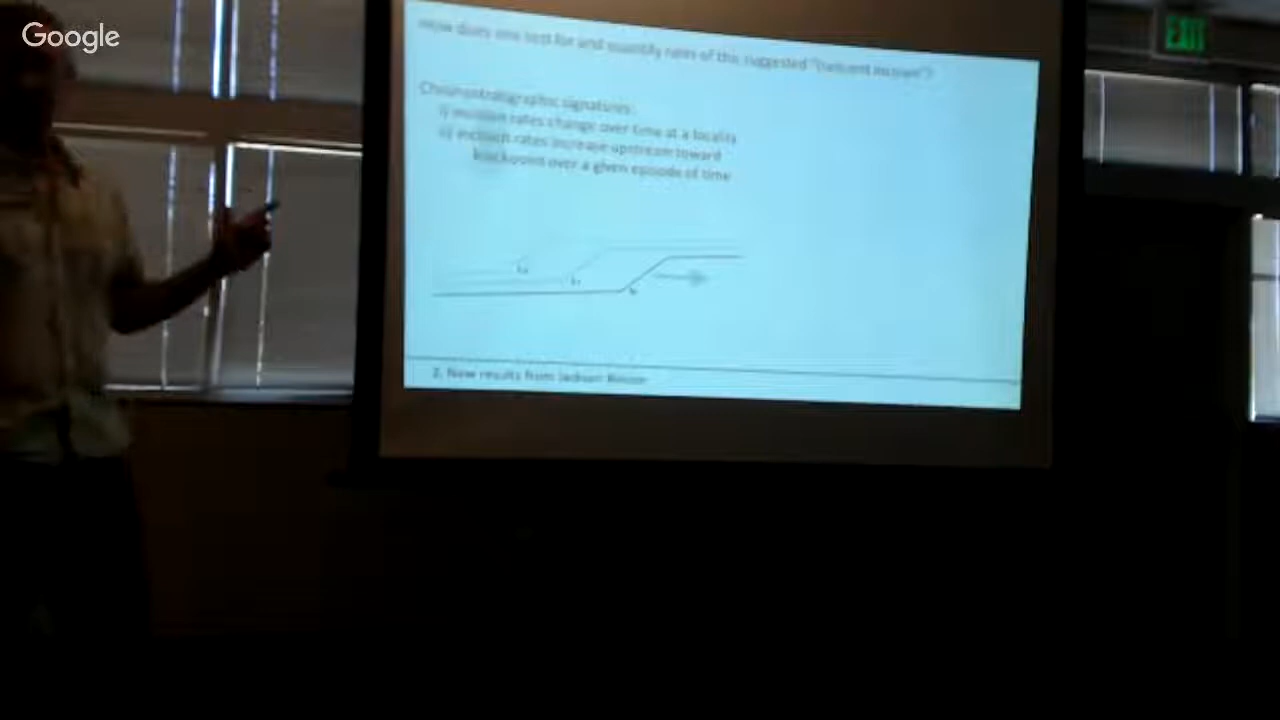 Google
EXIT
How does one test for and quantify rates of this suggested "transient incision"?
Chronostratigraphic signatures:
i) incision rates change over time at a locality
ii) incision rates increase upstream toward
knickpoint over a given episode of time
2. New results from